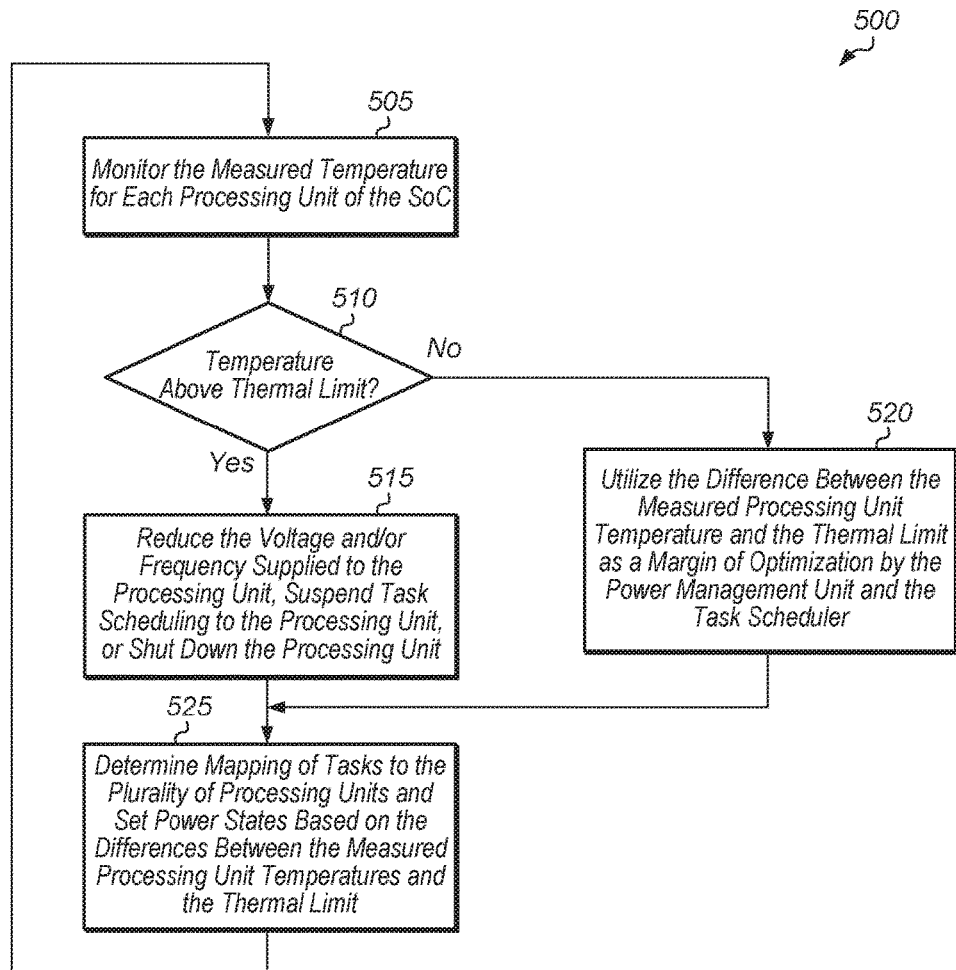 500
505
Monitor the Measured Temperature
for Each Processing Unit of the SoC
510
Temperature
Above Thermal Limit?
No
Yes
515
Reduce the Voltage and/or
Frequency Supplied to the
Processing Unit, Suspend Task
Scheduling to the Processing Unit,
or Shut Down the Processing Unit
520
Utilize the Difference Between the
Measured Processing Unit
Temperature and the Thermal Limit
as a Margin of Optimization by the
Power Management Unit and the
Task Scheduler
525
Determine Mapping of Tasks to the
Plurality of Processing Units and
Set Power States Based on the
Differences Between the Measured
Processing Unit Temperatures and
the Thermal Limit